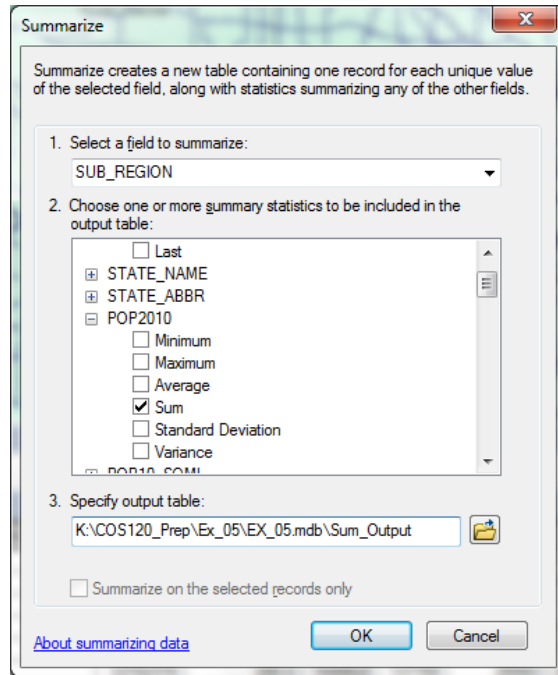 Summarize
Summarize creates a new table containing one record for each unique value
of the selected field, along with statistics summarizing any of the other fields.
1. Select a field to summarize:
SUB_REGION
2. Choose one or more summary statistics to be included in the
output table:
Last
STATE_NAME
STATE_ABBR
POP2010
Minimum
Maximum
Average
Sum
Standard Deviation
Variance
3. Specify output table:
K:\COS120_Prep\Ex_05\EX_05.mdb\Sum_Output
Summarize on the selected records only
About summarizing data
OK Cancel